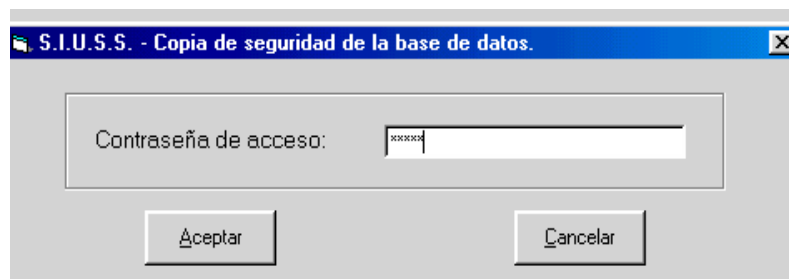 S.I.U.S.S. - Copia de seguridad de la base de datos.
Contraseña de acceso: *****
Aceptar Cancelar